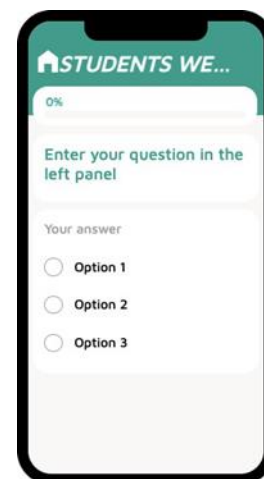 STUDENTS WE...
0%
Enter your question in the
left panel
Your answer
Option 1
Option 2
Option 3